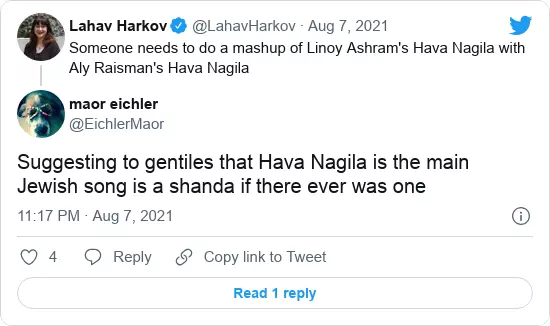 Lahav Harkov @LahavHarkov · Aug 7, 2021
Someone needs to do a mashup of Linoy Ashram's Hava Nagila with
Aly Raisman's Hava Nagila
maor eichler
@EichlerMaor
Suggesting to gentiles that Hava Nagila is the main
Jewish song is a shanda if there ever was one
11:17 PM · Aug 7, 2021
4 Reply Copy link to Tweet
Read 1 reply